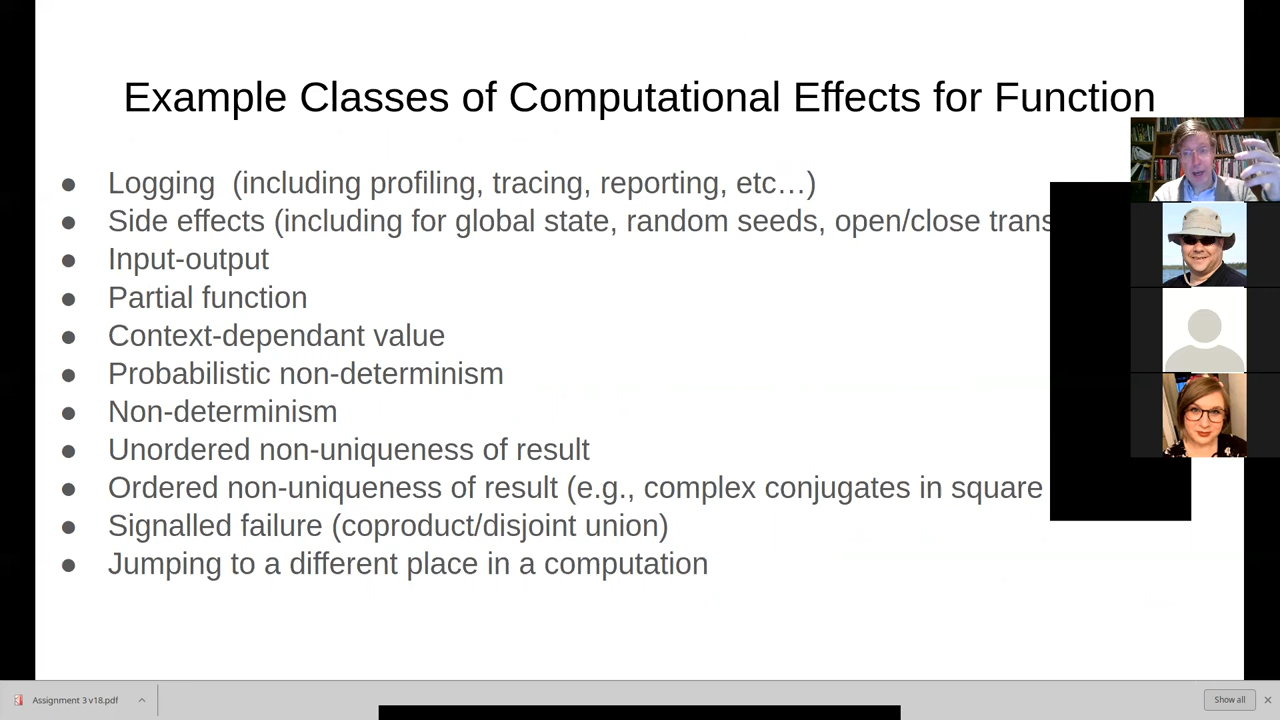 Example Classes of Computational Effects for Function
● Logging (including profiling, tracing, reporting, etc…)
● Side effects (including for global state, random seeds, open/close trans
● Input-output
● Partial function
● Context-dependant value
● Probabilistic non-determinism
● Non-determinism
● Unordered non-uniqueness of result
● Ordered non-uniqueness of result (e.g., complex conjugates in square
● Signalled failure (coproduct/disjoint union)
● Jumping to a different place in a computation
Assignment 3 v18.pdf
Show all